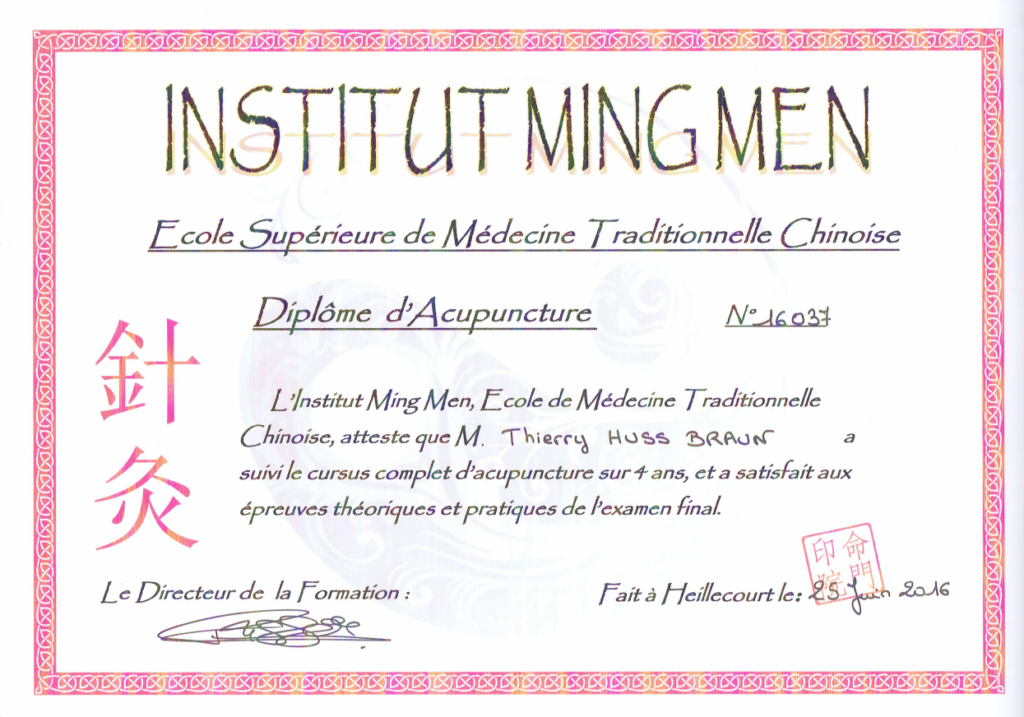 INSTITUT MING MEN
Ecole Supérieure de Médecine Traditionnelle Chinoise
Diplôme d'Acupuncture N° 16037
針灸
L'Institut Ming Men, Ecole de Médecine Traditionnelle
Chinoise, atteste que M. Thierry HUSS BRAUN a
suivi le cursus complet d'acupuncture sur 4 ans, et a satisfait aux
épreuves théoriques et pratiques de l'examen final.
命門
院印
Le Directeur de la Formation :
Fait à Heillecourt le: 25 Juin 2016